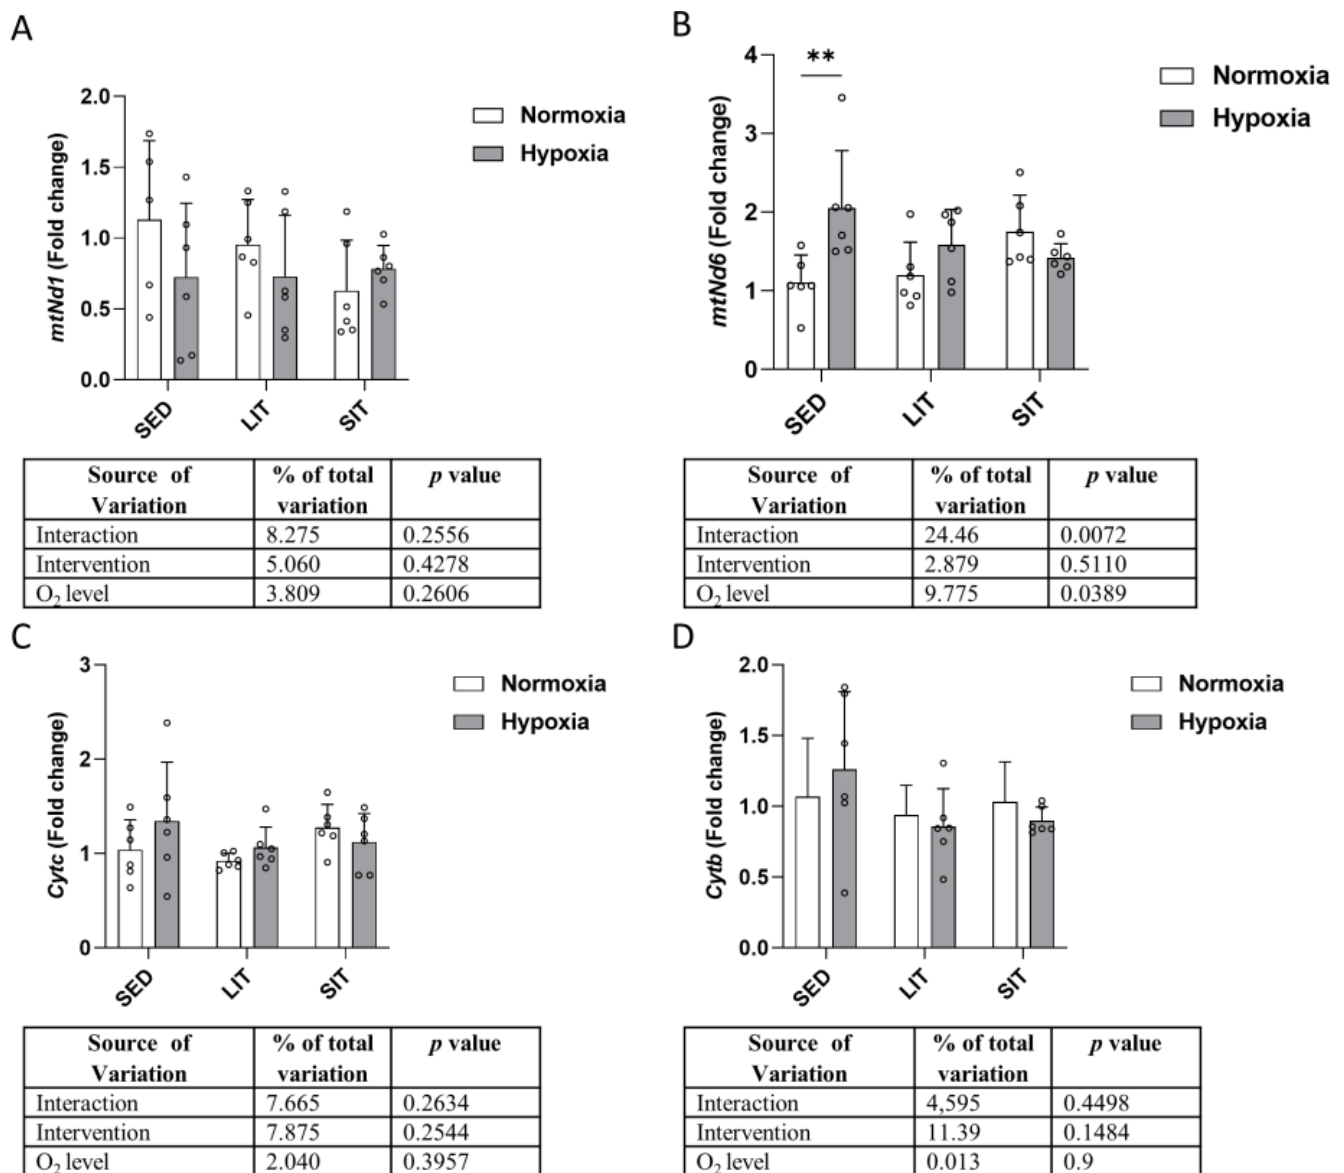 A
mtNd1 (Fold change)
2.0
1.5
1.0
0.5
0.0
Normoxia
Hypoxia
SED
LIT
SIT
Source of Variation | % of total variation | p value
Interaction | 8.275 | 0.2556
Intervention | 5.060 | 0.4278
O₂ level | 3.809 | 0.2606
B
mtNd6 (Fold change)
4
3
2
1
0
**
Normoxia
Hypoxia
SED
LIT
SIT
Source of Variation | % of total variation | p value
Interaction | 24.46 | 0.0072
Intervention | 2.879 | 0.5110
O₂ level | 9.775 | 0.0389
C
Cytc (Fold change)
3
2
1
0
Normoxia
Hypoxia
SED
LIT
SIT
Source of Variation | % of total variation | p value
Interaction | 7.665 | 0.2634
Intervention | 7.875 | 0.2544
O₂ level | 2.040 | 0.3957
D
Cytb (Fold change)
2.0
1.5
1.0
0.5
0.0
Normoxia
Hypoxia
SED
LIT
SIT
Source of Variation | % of total variation | p value
Interaction | 4,595 | 0.4498
Intervention | 11.39 | 0.1484
O₂ level | 0.013 | 0.9